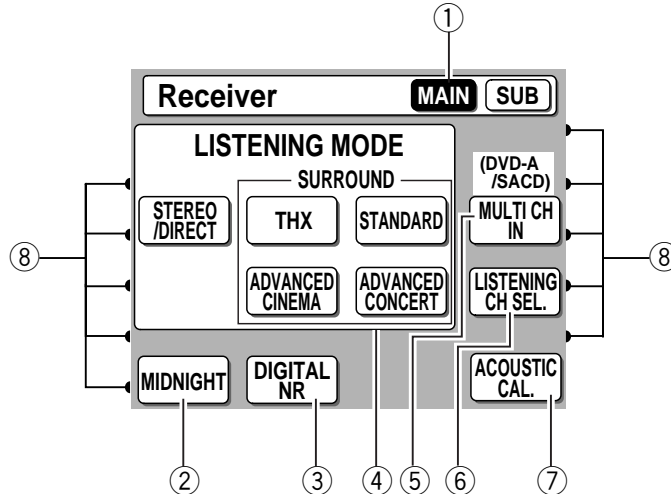 ①
Receiver MAIN SUB
LISTENING MODE
SURROUND
(DVD-A
/SACD)
STEREO
/DIRECT
THX
STANDARD
MULTI CH
IN
⑧
⑧
ADVANCED
CINEMA
ADVANCED
CONCERT
LISTENING
CH SEL.
MIDNIGHT
DIGITAL
NR
ACOUSTIC
CAL.
② ③ ④ ⑤ ⑥ ⑦